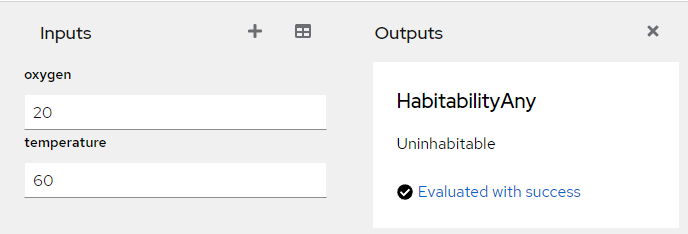 Inputs
oxygen
20
temperature
60
Outputs
HabitabilityAny
Uninhabitable
Evaluated with success